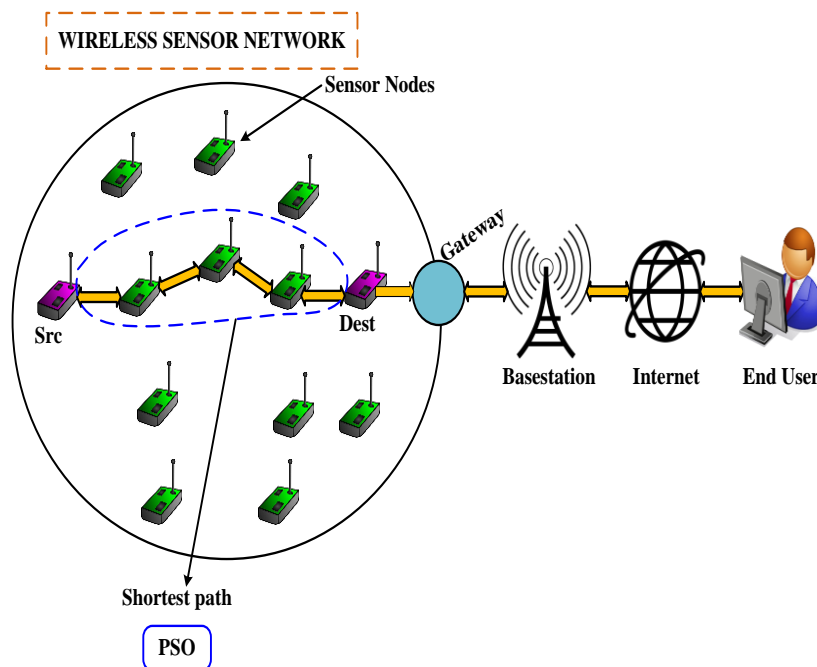 WIRELESS SENSOR NETWORK
Sensor Nodes
Gateway
Src
Dest
Basestation
Internet
End User
Shortest path
PSO